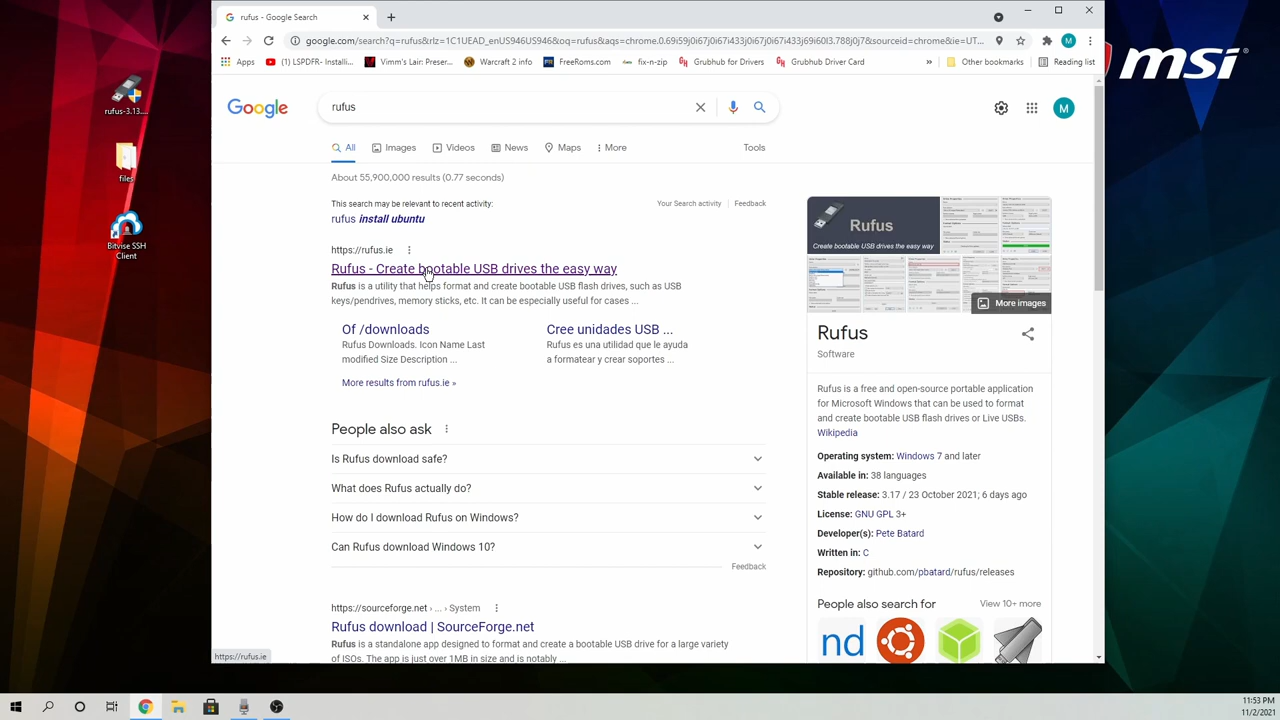 rufus - Google Search
google.com/search?q=rufus&rlz=1C1UEAD_enUS946US946&oq=rufus&aqs=chrome.0.69i59j0i67j0i67i433j0i67j0i67i433j69i60l3.788j0j7&sourceid=chrome&ie=UT...
Apps
(1) LSPDFR- Installi...
Vimm's Lair: Preser...
Warcraft 2 info
FreeRoms.com
fix-n-zip
Grubhub for Drivers
Grubhub Driver Card
»
Other bookmarks
Reading list
msi
rufus-3.13....
files
Bitvise SSH
Client
Google
rufus
M
All
Images
Videos
News
Maps
More
Tools
About 55,900,000 results (0.77 seconds)
This search may be relevant to recent activity:
Your Search activity
Feedback
rufus install ubuntu
https://rufus.ie
Rufus - Create bootable USB drives the easy way
Rufus is a utility that helps format and create bootable USB flash drives, such as USB
keys/pendrives, memory sticks, etc. It can be especially useful for cases ...
Of /downloads
Rufus Downloads. Icon Name Last
modified Size Description ...
Cree unidades USB ...
Rufus es una utilidad que le ayuda
a formatear y crear soportes ...
More results from rufus.ie »
People also ask
Is Rufus download safe?
What does Rufus actually do?
How do I download Rufus on Windows?
Can Rufus download Windows 10?
Feedback
https://sourceforge.net › ... › System
Rufus download | SourceForge.net
Rufus is a standalone app designed to format and create a bootable USB drive for a large variety
of ISOs. The app is just over 1MB in size and is notably ...
Rufus
Create bootable USB drives the easy way
More images
Rufus
Software
Rufus is a free and open-source portable application
for Microsoft Windows that can be used to format
and create bootable USB flash drives or Live USBs.
Wikipedia
Operating system: Windows 7 and later
Available in: 38 languages
Stable release: 3.17 / 23 October 2021; 6 days ago
License: GNU GPL 3+
Developer(s): Pete Batard
Written in: C
Repository: github.com/pbatard/rufus/releases
People also search for
View 10+ more
nd
https://rufus.ie
11:53 PM
11/2/2021